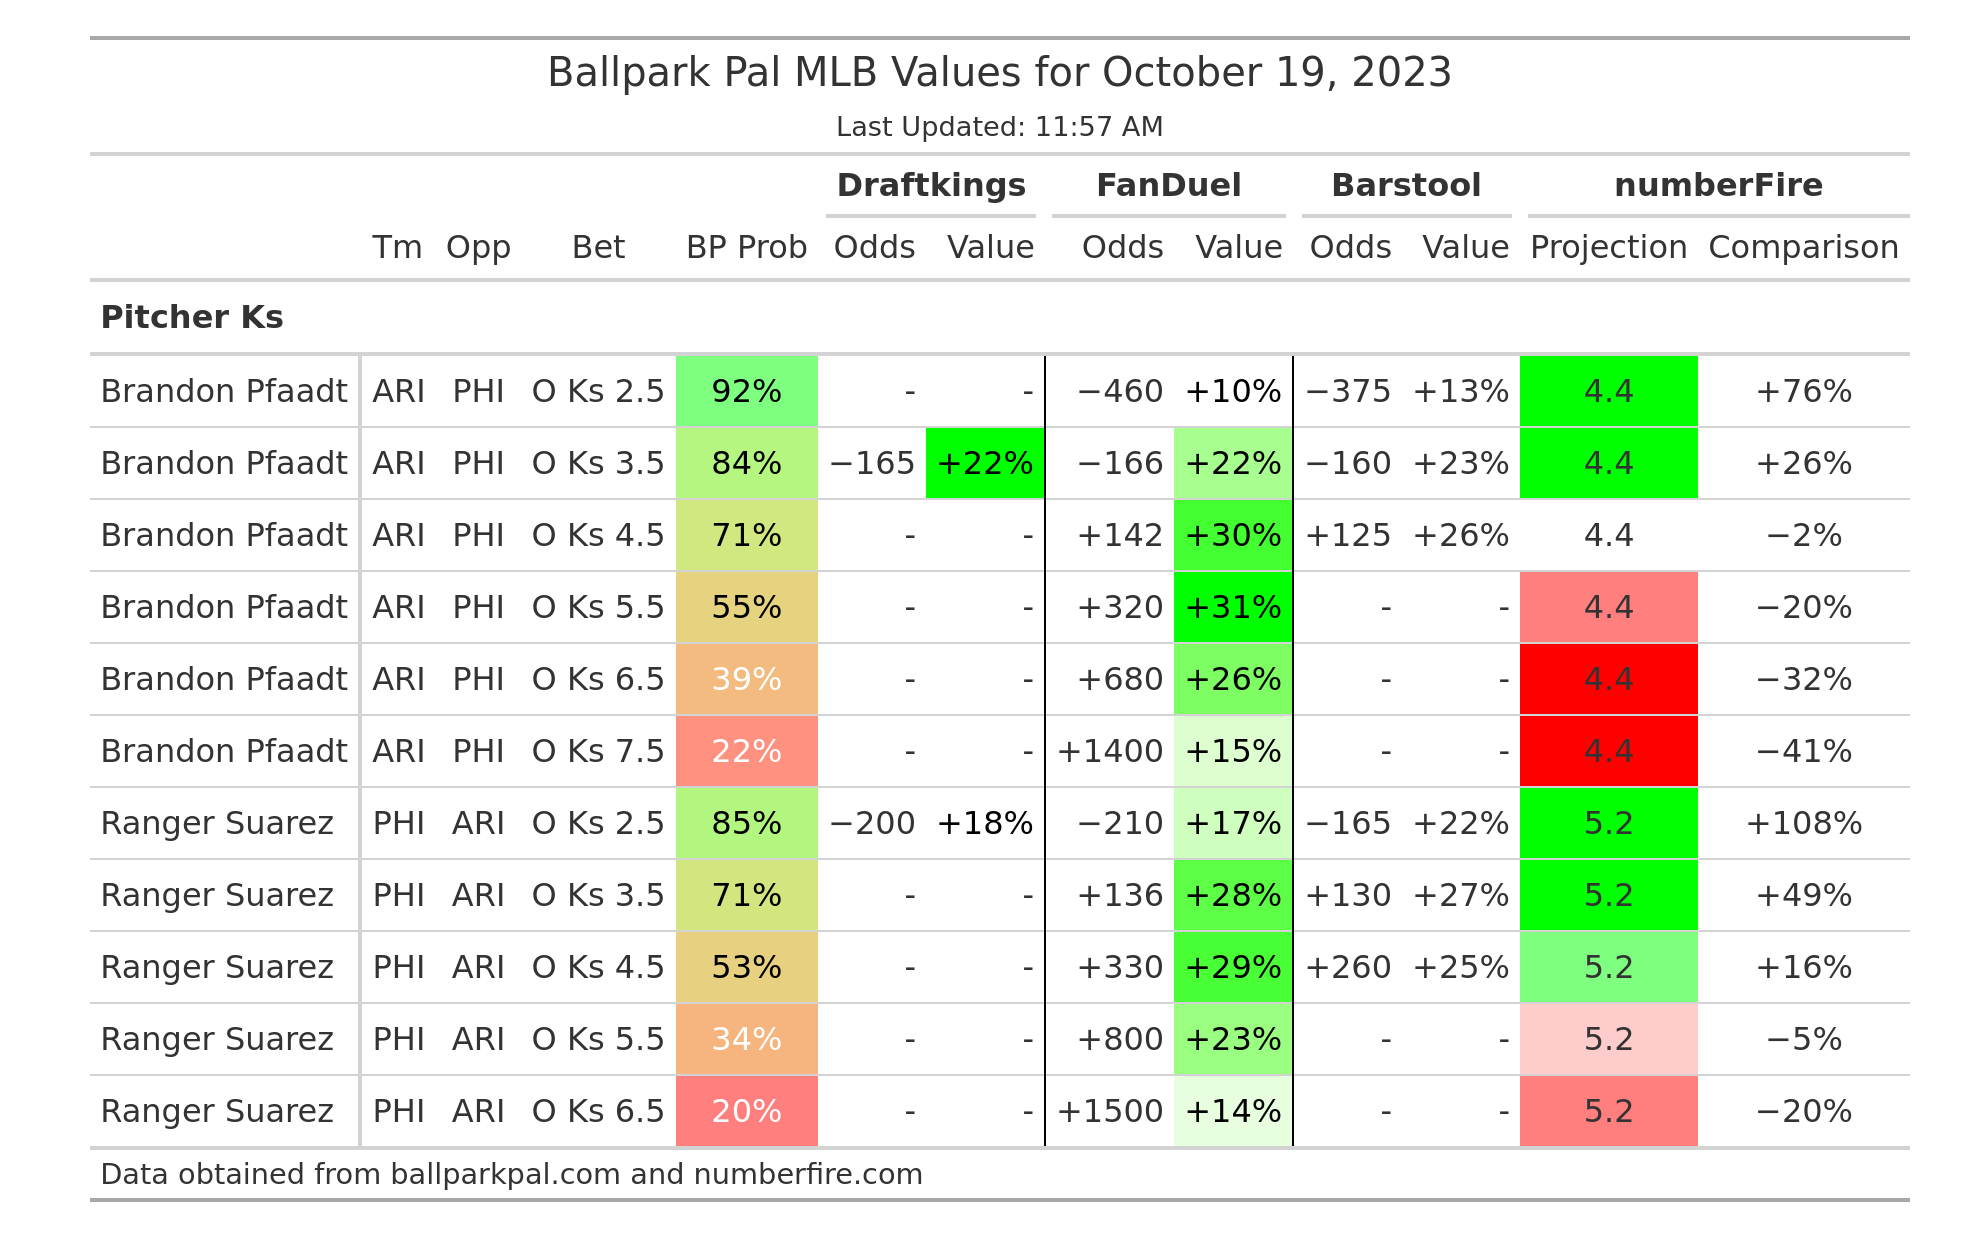 Ballpark Pal MLB Values for October 19, 2023
Last Updated: 11:57 AM
Draftkings FanDuel Barstool numberFire
Tm Opp Bet BP Prob Odds Value Odds Value Odds Value Projection Comparison
Pitcher Ks
Brandon Pfaadt ARI PHI O Ks 2.5 92% - - −460 +10% −375 +13% 4.4 +76%
Brandon Pfaadt ARI PHI O Ks 3.5 84% −165 +22% −166 +22% −160 +23% 4.4 +26%
Brandon Pfaadt ARI PHI O Ks 4.5 71% - - +142 +30% +125 +26% 4.4 −2%
Brandon Pfaadt ARI PHI O Ks 5.5 55% - - +320 +31% - - 4.4 −20%
Brandon Pfaadt ARI PHI O Ks 6.5 39% - - +680 +26% - - 4.4 −32%
Brandon Pfaadt ARI PHI O Ks 7.5 22% - - +1400 +15% - - 4.4 −41%
Ranger Suarez PHI ARI O Ks 2.5 85% −200 +18% −210 +17% −165 +22% 5.2 +108%
Ranger Suarez PHI ARI O Ks 3.5 71% - - +136 +28% +130 +27% 5.2 +49%
Ranger Suarez PHI ARI O Ks 4.5 53% - - +330 +29% +260 +25% 5.2 +16%
Ranger Suarez PHI ARI O Ks 5.5 34% - - +800 +23% - - 5.2 −5%
Ranger Suarez PHI ARI O Ks 6.5 20% - - +1500 +14% - - 5.2 −20%
Data obtained from ballparkpal.com and numberfire.com